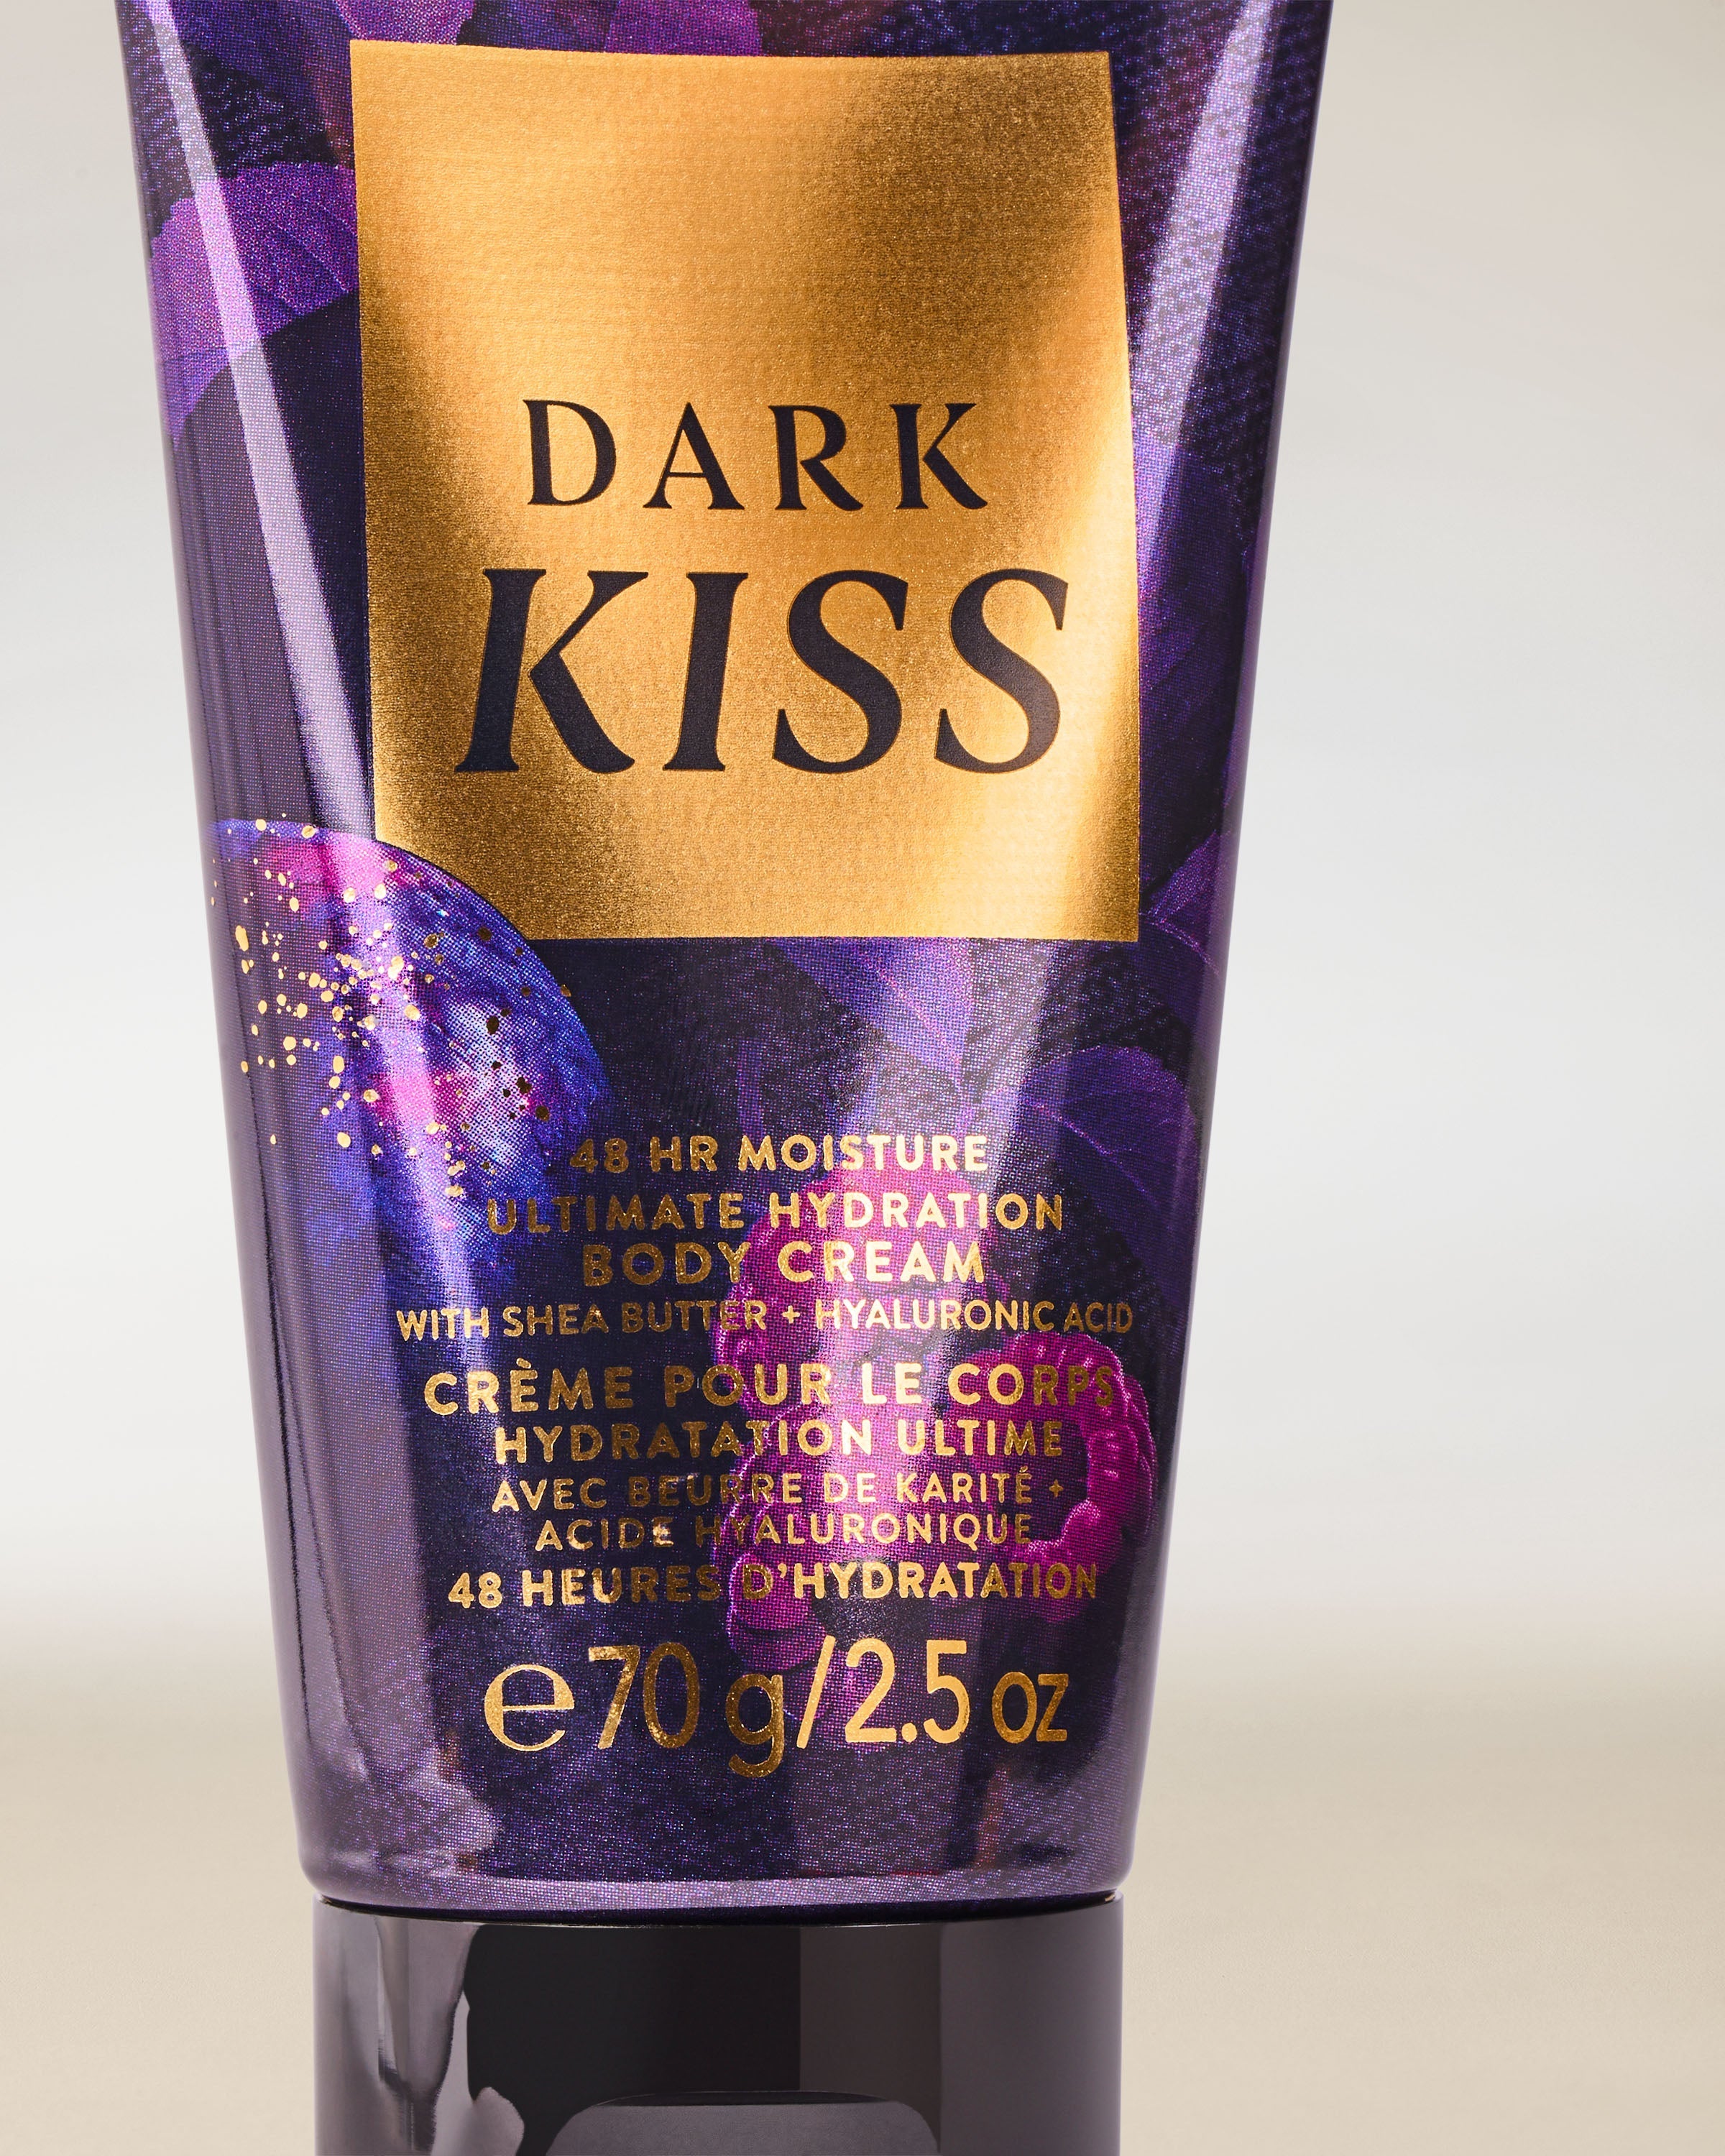 DARK
KISS
48 HR MOISTURE
ULTIMATE HYDRATION
BODY CREAM
WITH SHEA BUTTER + HYALURONIC ACID
CRÈME POUR LE CORPS
HYDRATATION ULTIME
AVEC BEURRE DE KARITÉ +
ACIDE HYALURONIQUE
48 HEURES D'HYDRATATION
e 70 g/2.5 oz